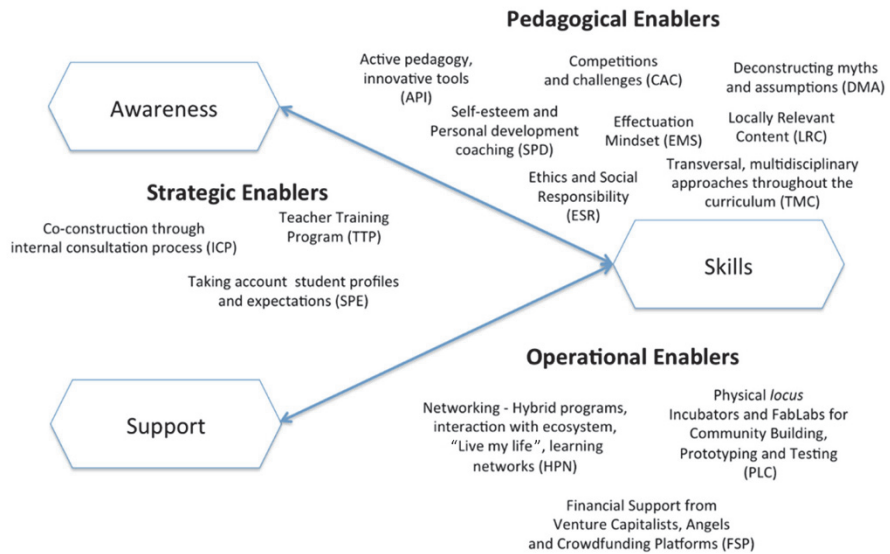 Pedagogical Enablers
Active pedagogy,
innovative tools
(API)
Competitions
and challenges (CAC)
Deconstructing myths
and assumptions (DMA)
Self-esteem and
Personal development
coaching (SPD)
Effectuation
Mindset (EMS)
Locally Relevant
Content (LRC)
Ethics and Social
Responsibility
(ESR)
Transversal, multidisciplinary
approaches throughout the
curriculum (TMC)
Awareness
Strategic Enablers
Co-construction through
internal consultation process (ICP)
Teacher Training
Program (TTP)
Taking account student profiles
and expectations (SPE)
Skills
Support
Operational Enablers
Networking - Hybrid programs,
interaction with ecosystem,
“Live my life”, learning
networks (HPN)
Physical locus
Incubators and FabLabs for
Community Building,
Prototyping and Testing
(PLC)
Financial Support from
Venture Capitalists, Angels
and Crowdfunding Platforms (FSP)